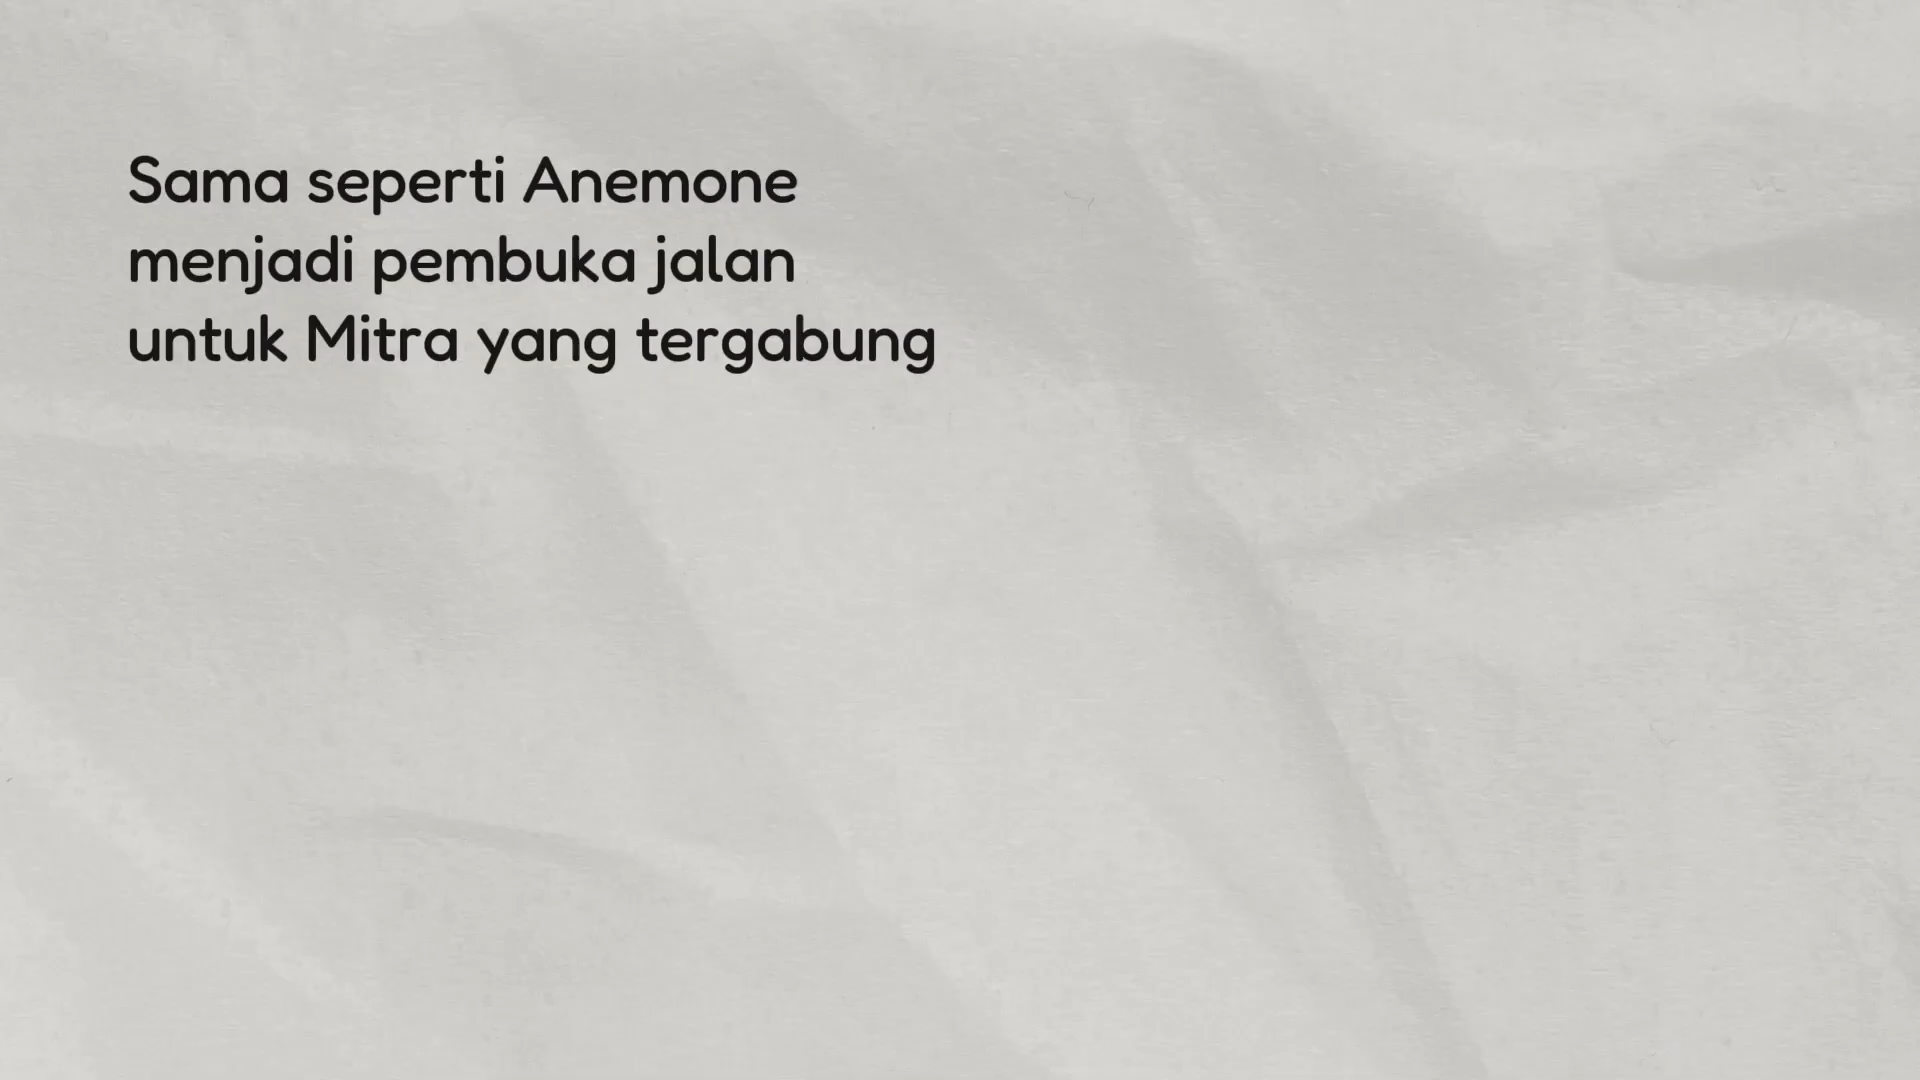 Sama seperti Anemone
menjadi pembuka jalan
untuk Mitra yang tergabung